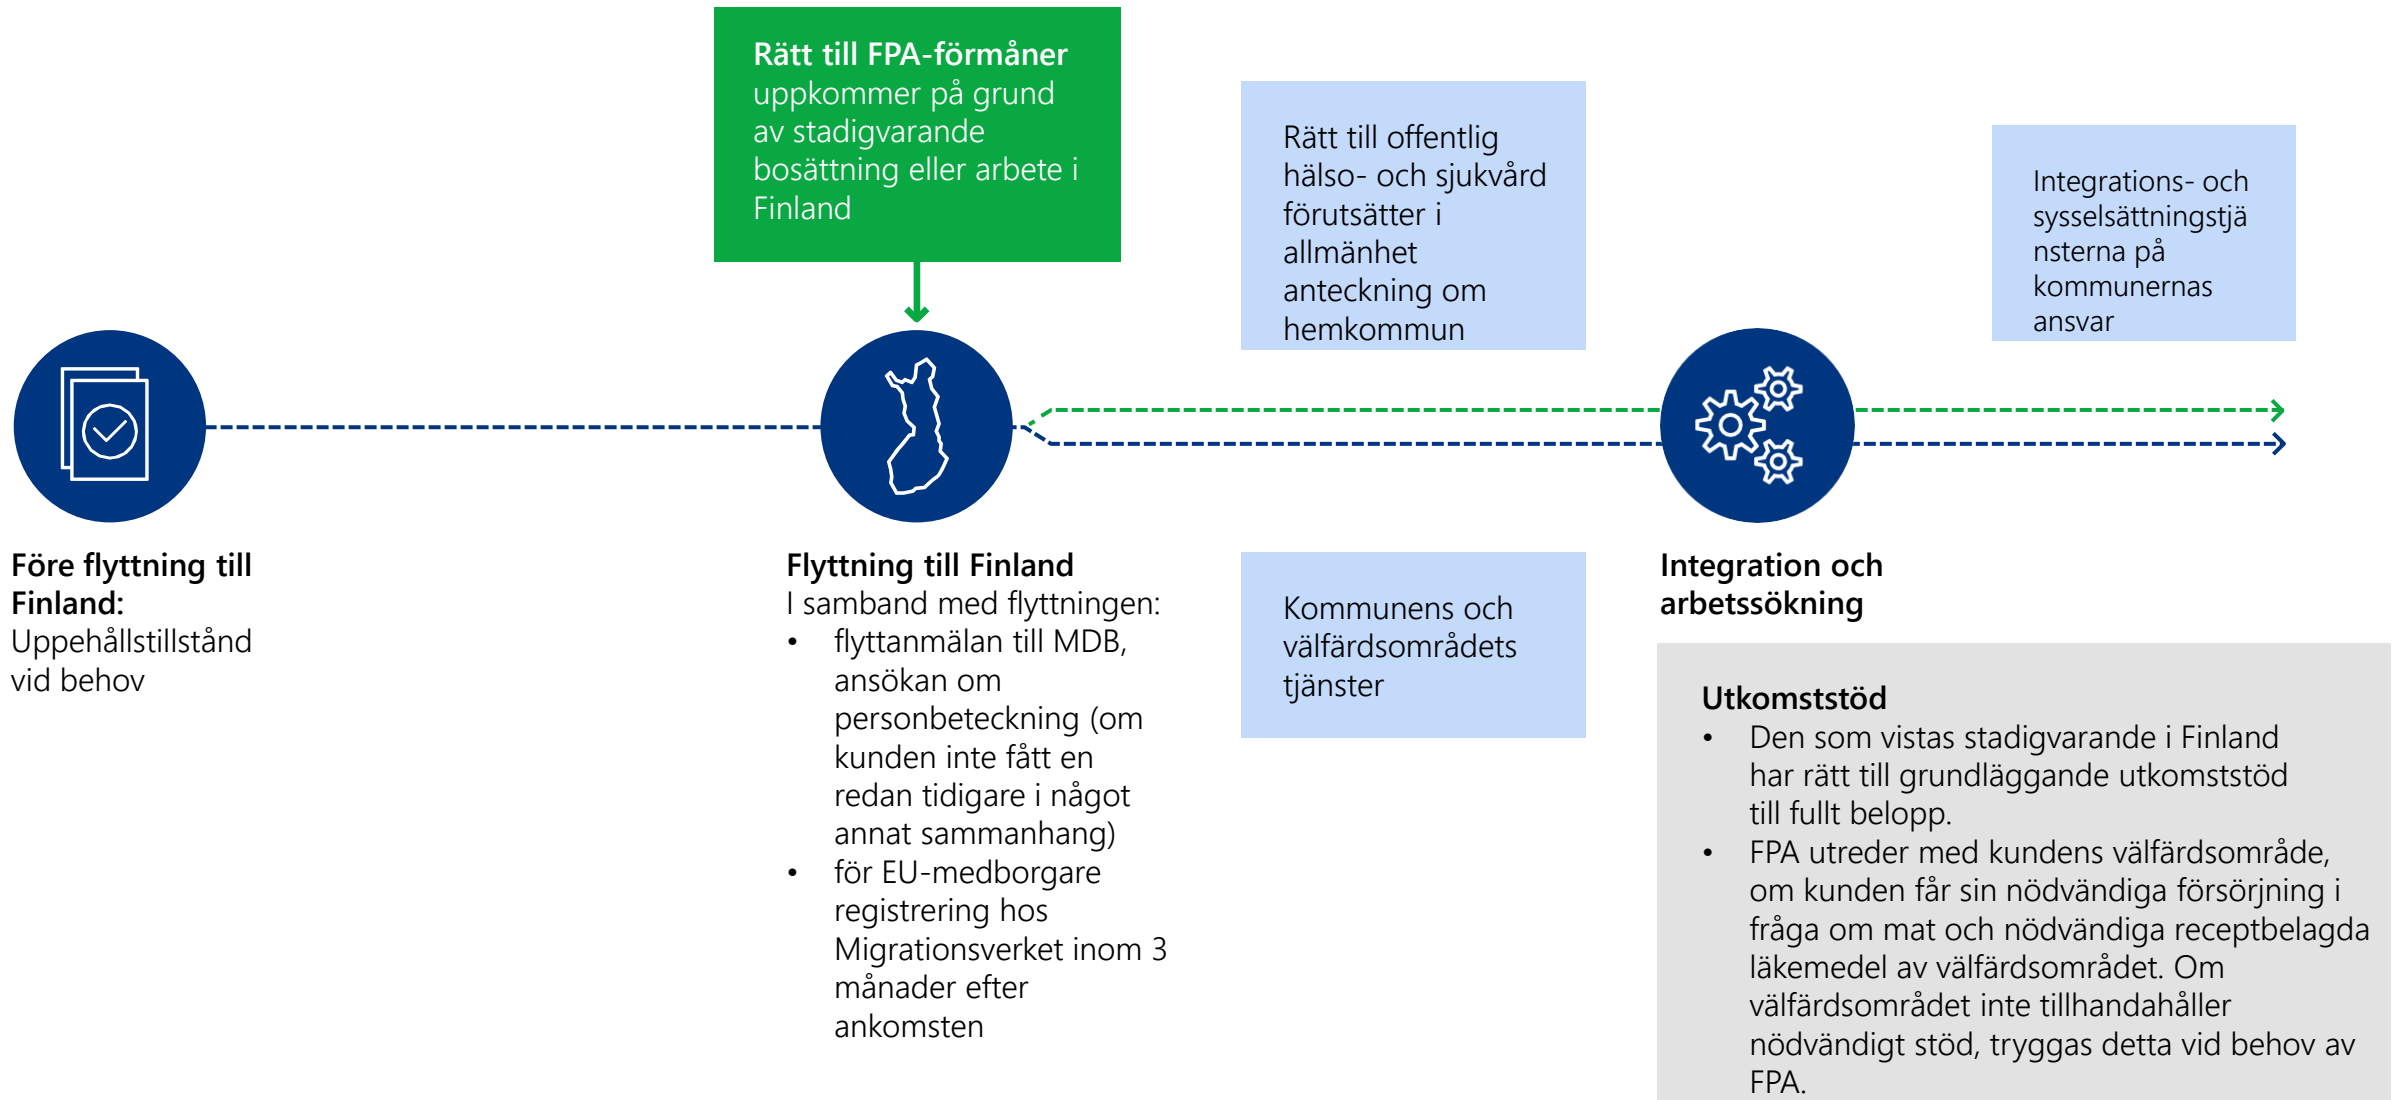 Rätt till FPA-förmåner
uppkommer på grund
av stadigvarande
bosättning eller arbete i
Finland
Rätt till offentlig
hälso- och sjukvård
förutsätter i
allmänhet
anteckning om
hemkommun
Integrations- och
sysselsättningstjä
nsterna på
kommunernas
ansvar
Före flyttning till
Finland:
Uppehållstillstånd
vid behov
Flyttning till Finland
I samband med flyttningen:
• flyttanmälan till MDB,
ansökan om
personbeteckning (om
kunden inte fått en
redan tidigare i något
annat sammanhang)
• för EU-medborgare
registrering hos
Migrationsverket inom 3
månader efter
ankomsten
Kommunens och
välfärdsområdets
tjänster
Integration och
arbetssökning
Utkomststöd
• Den som vistas stadigvarande i Finland
har rätt till grundläggande utkomststöd
till fullt belopp.
• FPA utreder med kundens välfärdsområde,
om kunden får sin nödvändiga försörjning i
fråga om mat och nödvändiga receptbelagda
läkemedel av välfärdsområdet. Om
välfärdsområdet inte tillhandahåller
nödvändigt stöd, tryggas detta vid behov av
FPA.